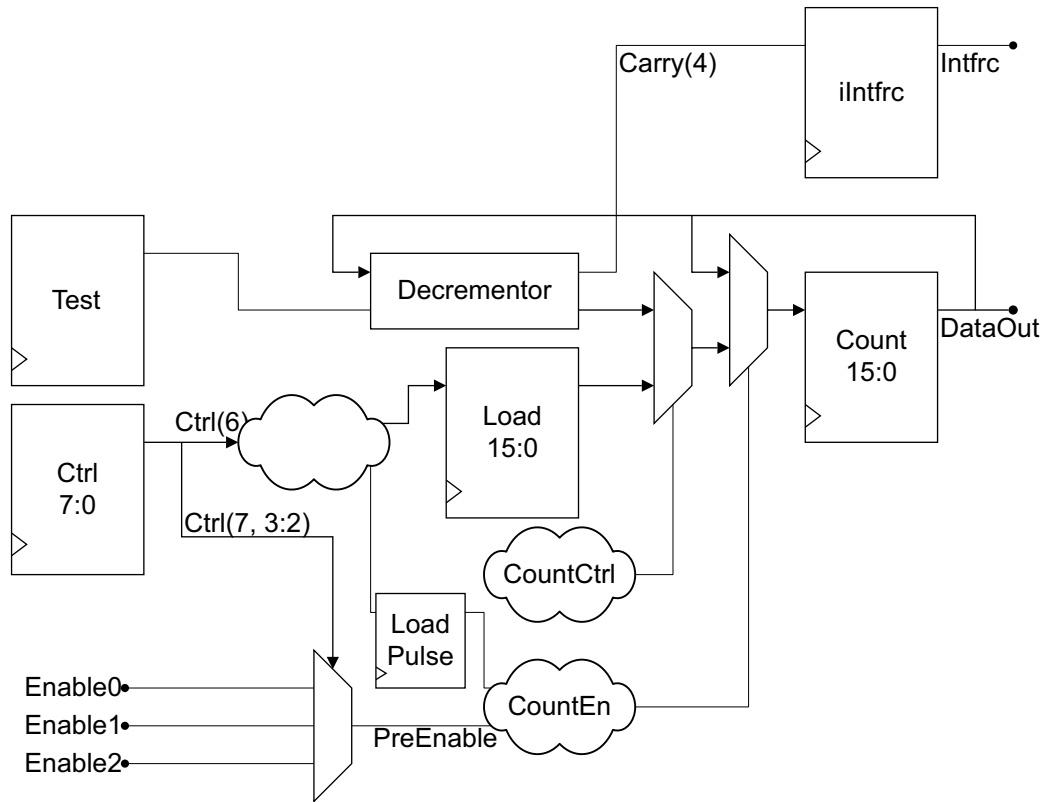 Carry(4)
iIntfrc
Intfrc
Test
Decrementor
Count
15:0
DataOut
Ctrl
7:0
Ctrl(6)
Load
15:0
Ctrl(7, 3:2)
CountCtrl
Load
Pulse
CountEn
Enable0
Enable1
Enable2
PreEnable